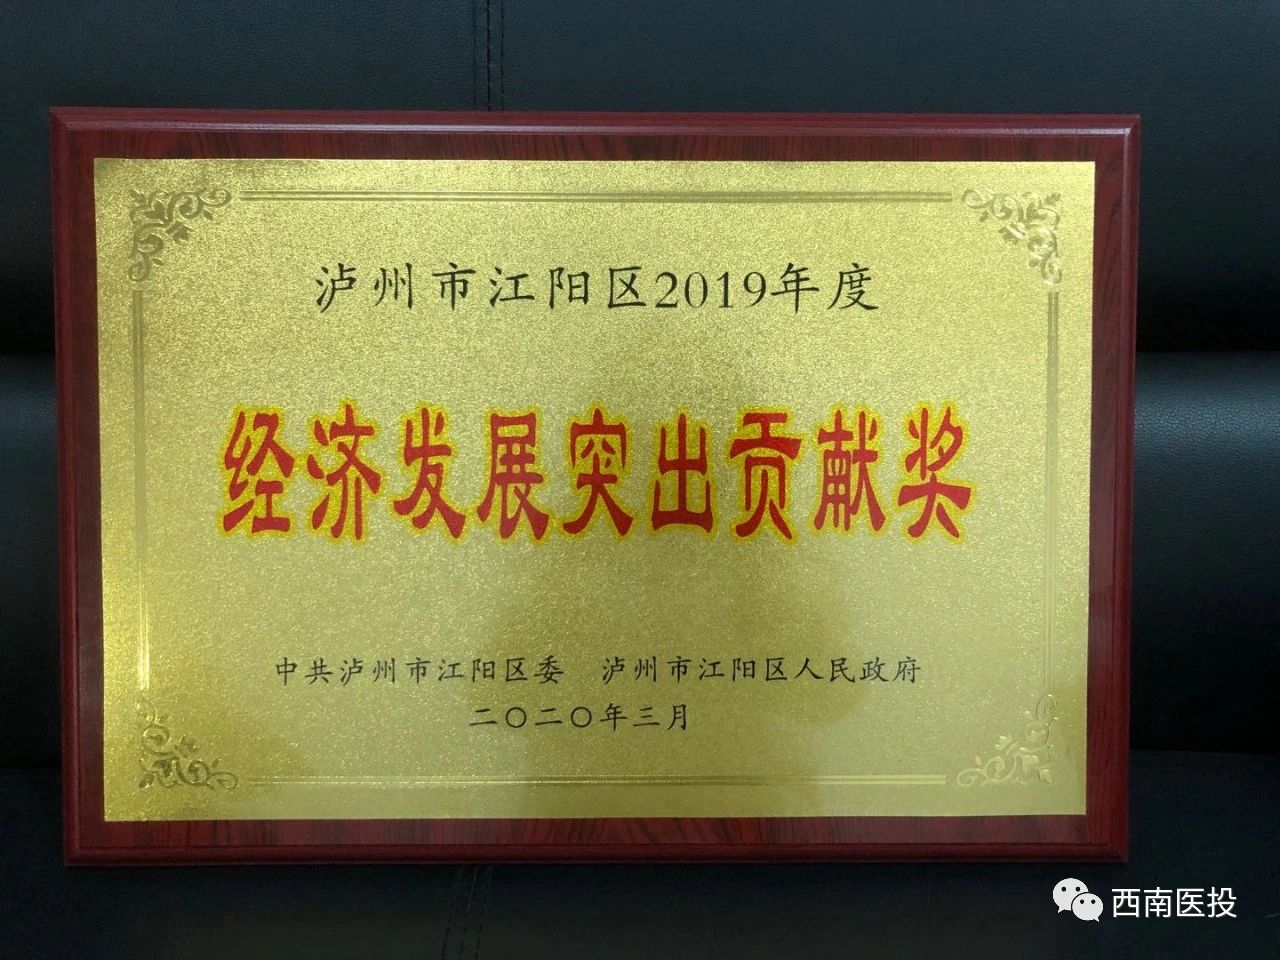 泸州市江阳区2019年度
经济发展突出贡献奖
中共泸州市江阳区委 泸州市江阳区人民政府
二〇二〇年三月
西南医投